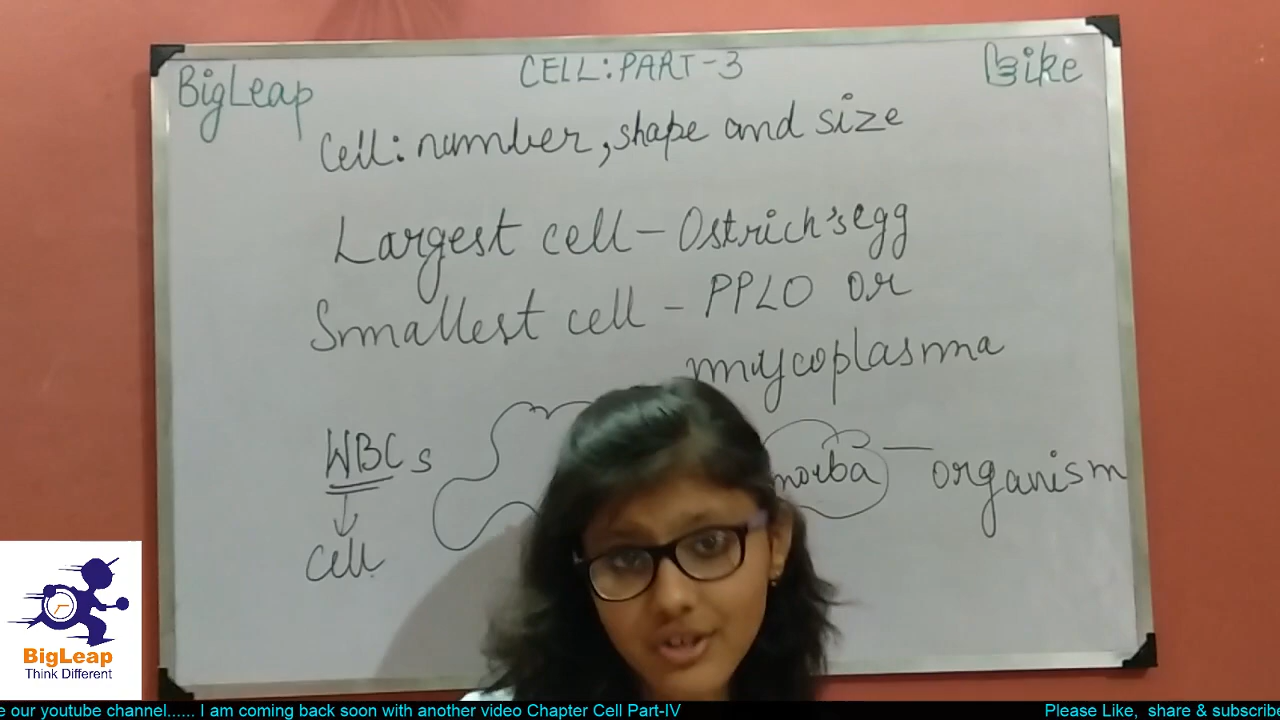 BigLeap
CELL: PART-3
Like
Cell: number, shape and size
Largest cell - Ostrich's egg
Smallest cell - PPLO or
mycoplasma
WBCs
cell
moeba - organism
BigLeap
Think Different
e our youtube channel...... I am coming back soon with another video Chapter Cell Part-IV
Please Like, share & subscribe